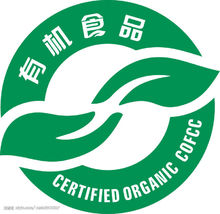 有机食品
CERTIFIED ORGANIC COFCC